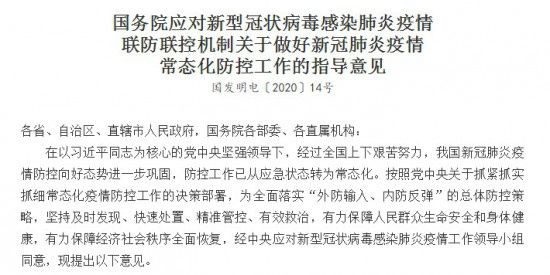 国务院应对新型冠状病毒感染肺炎疫情
联防联控机制关于做好新冠肺炎疫情
常态化防控工作的指导意见
国发明电〔2020〕14号
各省、自治区、直辖市人民政府，国务院各部委、各直属机构：
在以习近平同志为核心的党中央坚强领导下，经过全国上下艰苦努力，我国新冠肺炎疫
情防控向好态势进一步巩固，防控工作已从应急状态转为常态化。按照党中央关于抓紧抓实
抓细常态化疫情防控工作的决策部署，为全面落实“外防输入、内防反弹”的总体防控策
略，坚持及时发现、快速处置、精准管控、有效救治，有力保障人民群众生命安全和身体健
康，有力保障经济社会秩序全面恢复，经中央应对新型冠状病毒感染肺炎疫情工作领导小组
同意，现提出以下意见。